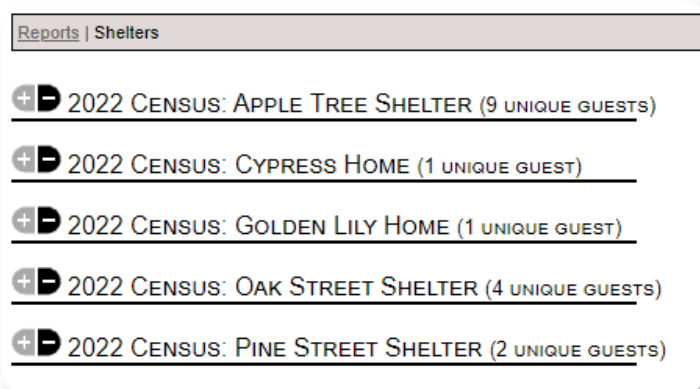 Reports | Shelters
2022 Census: Apple Tree Shelter (9 unique guests)
2022 Census: Cypress Home (1 unique guest)
2022 Census: Golden Lily Home (1 unique guest)
2022 Census: Oak Street Shelter (4 unique guests)
2022 Census: Pine Street Shelter (2 unique guests)